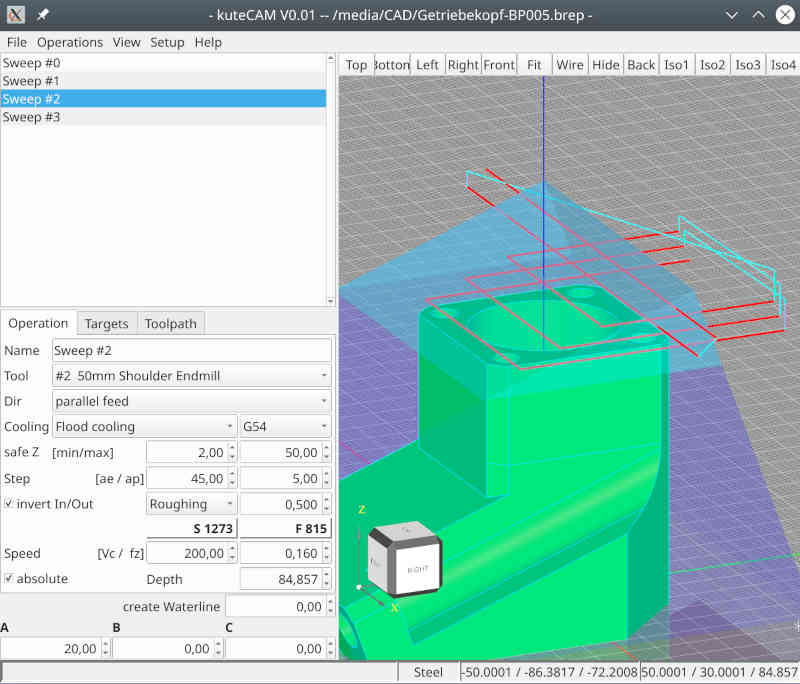 - kuteCAM V0.01 -- /media/CAD/Getriebekopf-BP005.brep -
File Operations View Setup Help
Sweep #0
Sweep #1
Sweep #2
Sweep #3
Top Bottom Left Right Front Fit Wire Hide Back Iso1 Iso2 Iso3 Iso4
Operation Targets Toolpath
Name Sweep #2
Tool #2 50mm Shoulder Endmill
Dir parallel feed
Cooling Flood cooling G54
safe Z [min/max] 2,00 50,00
Step [ae / ap] 45,00 5,00
invert In/Out Roughing 0,500
S 1273 F 815
Speed [Vc / fz] 200,00 0,160
absolute Depth 84,857
create Waterline 0,00
A B C
20,00 0,00 0,00
Z
RIGHT
X
Steel -50.0001 / -86.3817 / -72.2008 50.0001 / 30.0001 / 84.857